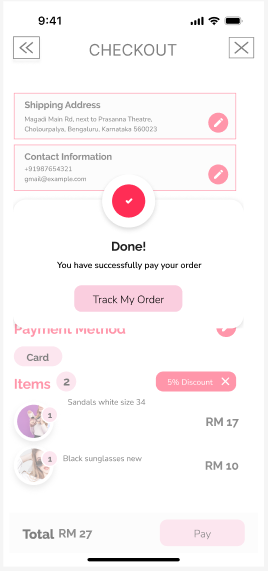 9:41
CHECKOUT
Shipping Address
Magadi Main Rd, next to Prasanna Theatre,
Cholourpalya, Bengaluru, Karnataka 560023
Contact Information
+91987654321
gmail@example.com
Done!
You have successfully pay your order
Track My Order
Payment Method
Card
Items 2
5% Discount
Sandals white size 34
1
RM 17
Black sunglasses new
1
RM 10
Total RM 27
Pay